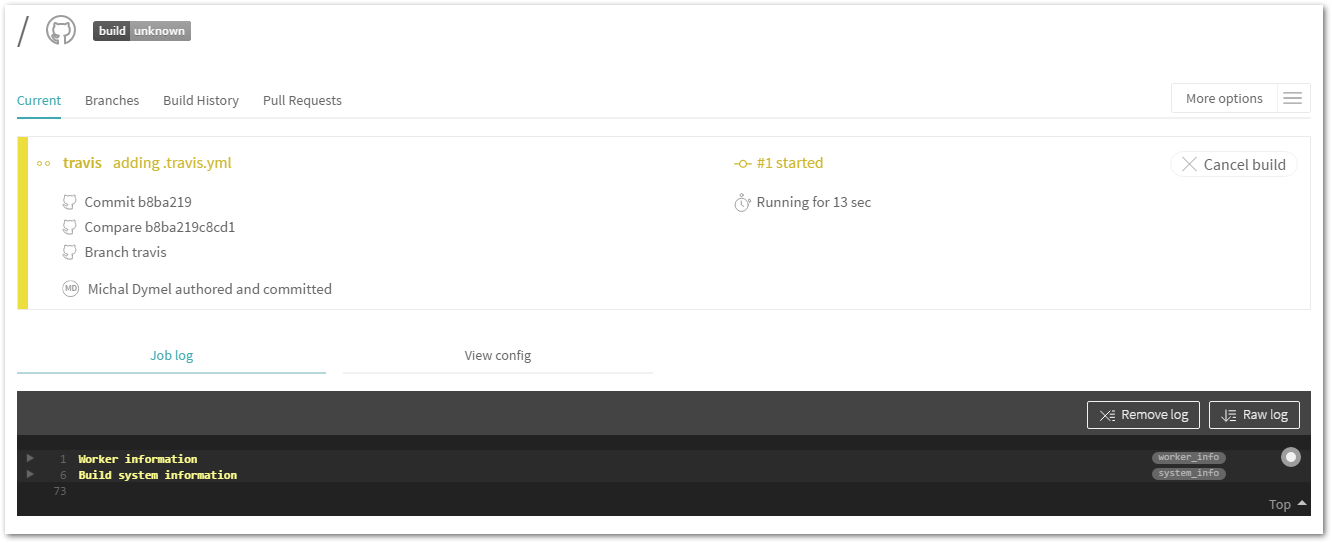 / build unknown
Current Branches Build History Pull Requests More options
travis adding .travis.yml #1 started Cancel build
Commit b8ba219 Running for 13 sec
Compare b8ba219c8cd1
Branch travis
MD Michal Dymel authored and committed
Job log View config
Remove log Raw log
1 Worker information worker_info
6 Build system information system_info
73
Top